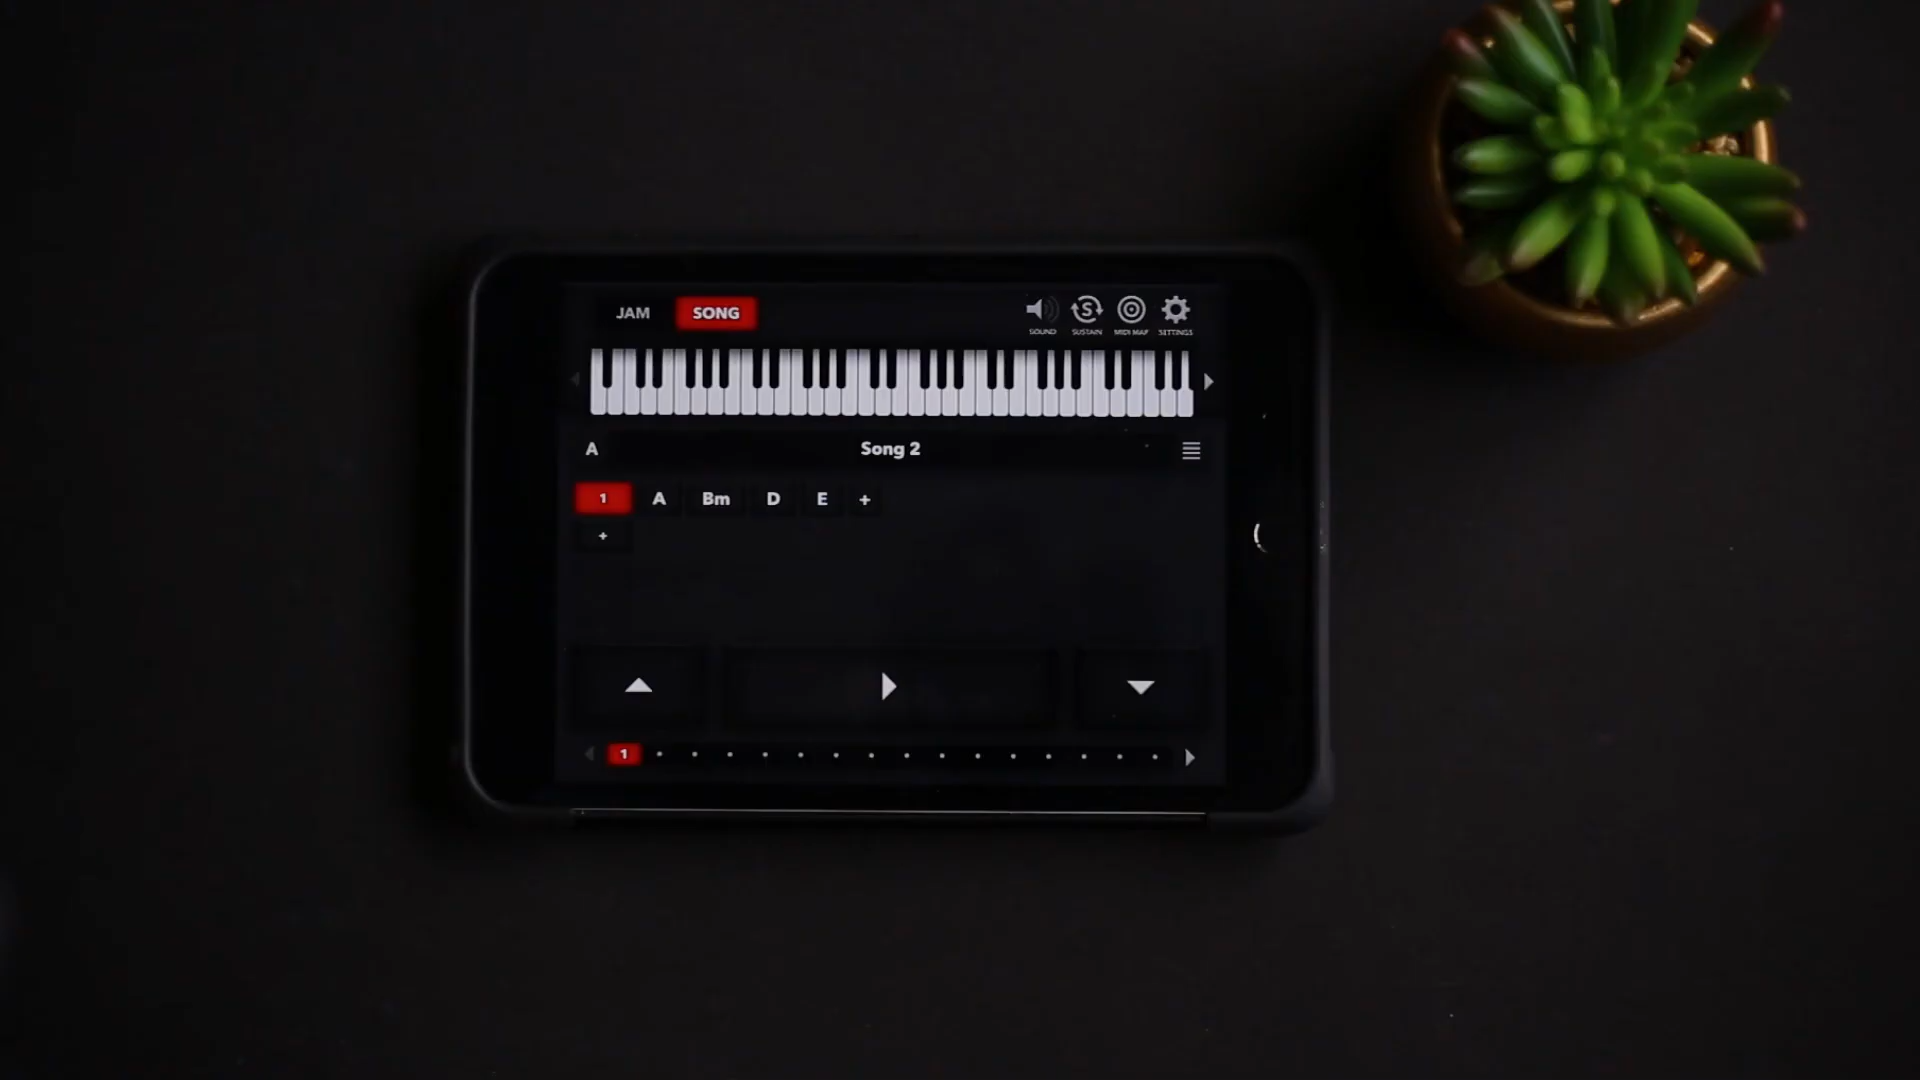 JAM SONG
SOUND SUSTAIN MIDI MAP SETTINGS
A Song 2
1 A Bm D E +
+
1